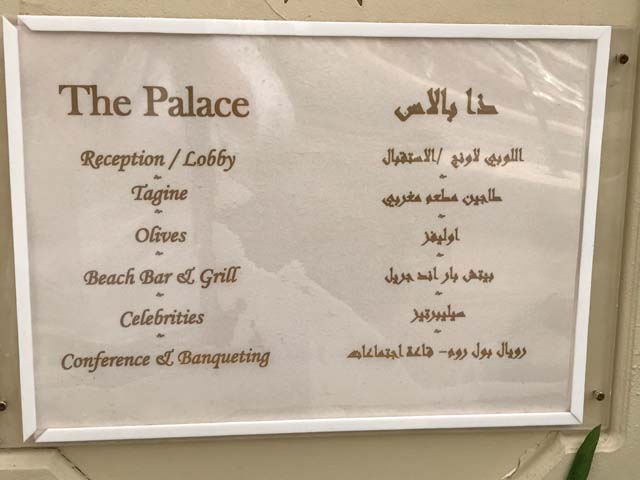 The Palace
Reception / Lobby
~
Tagine
~
Olives
~
Beach Bar & Grill
~
Celebrities
~
Conference & Banqueting
ذا بالاس
اللوبي لاونج /الاستقبال
~
طاجين مطعم مغربي
~
اوليفز
~
بيتش بار اند جريل
~
سيليبرتيز
~
رويال بول روم- قاعة اجتماعات